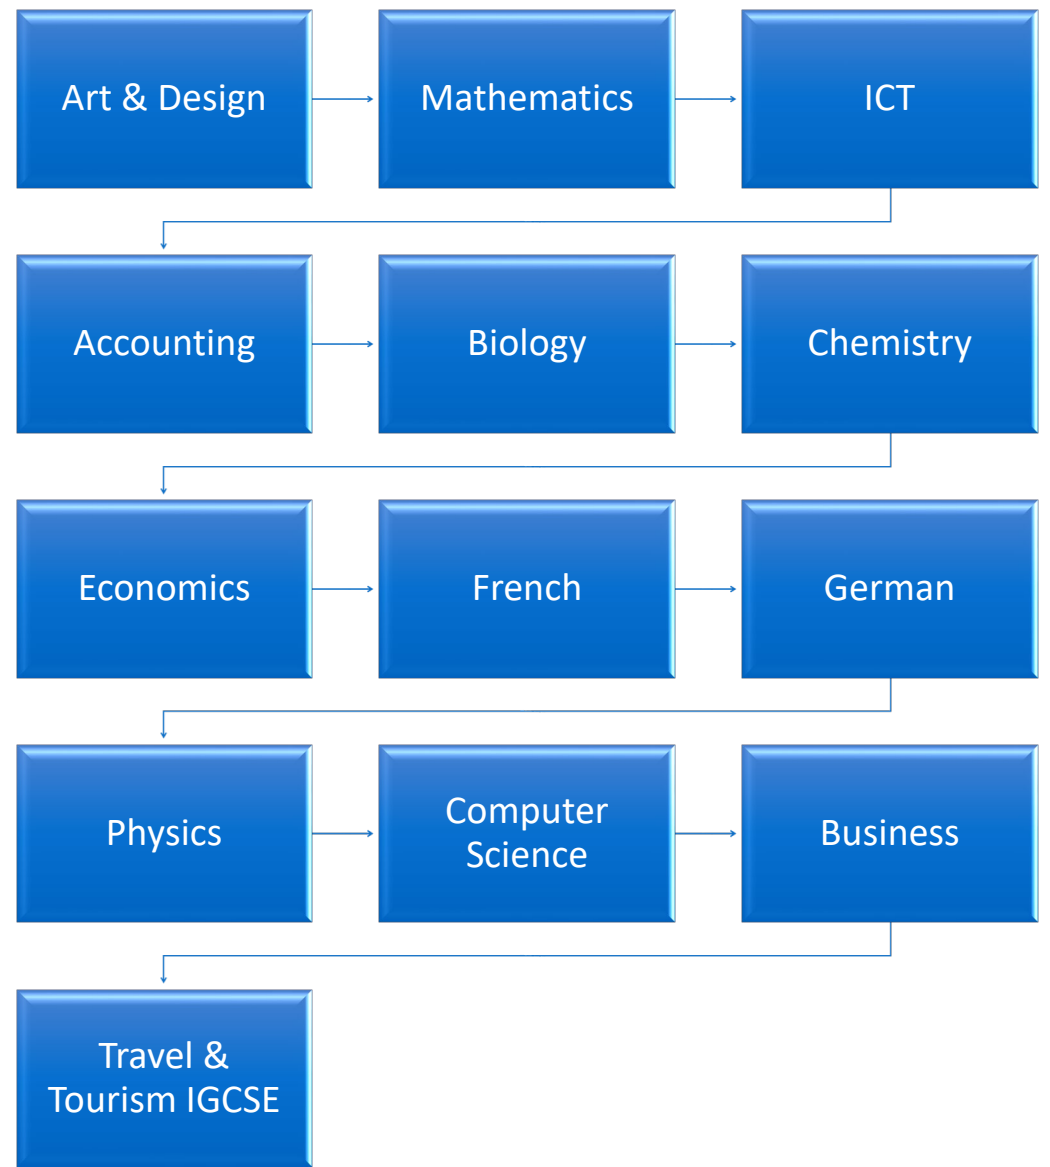 Art & Design
Mathematics
ICT
Accounting
Biology
Chemistry
Economics
French
German
Physics
Computer
Science
Business
Travel &
Tourism IGCSE